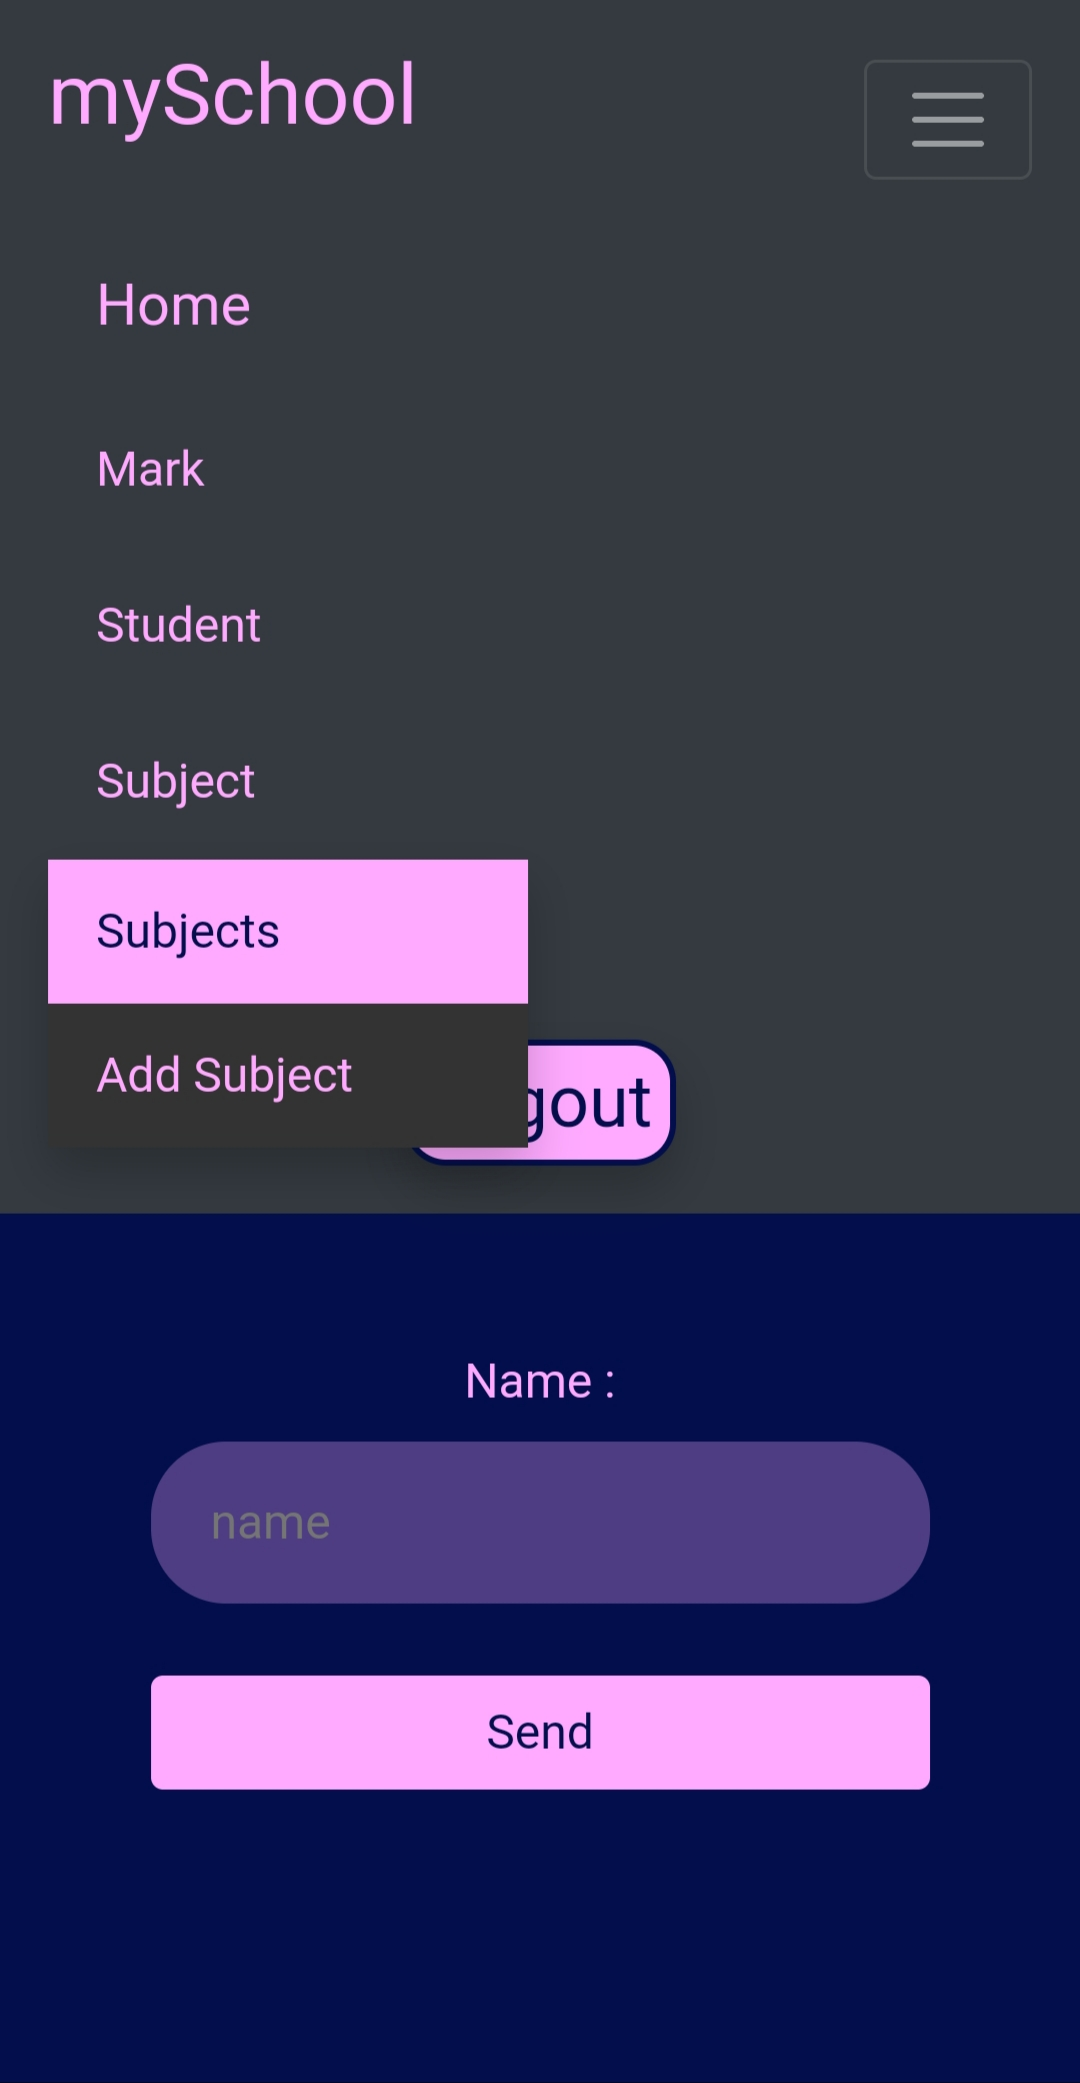 mySchool
Home
Mark
Student
Subject
Subjects
Add Subject
gout
Name :
name
Send